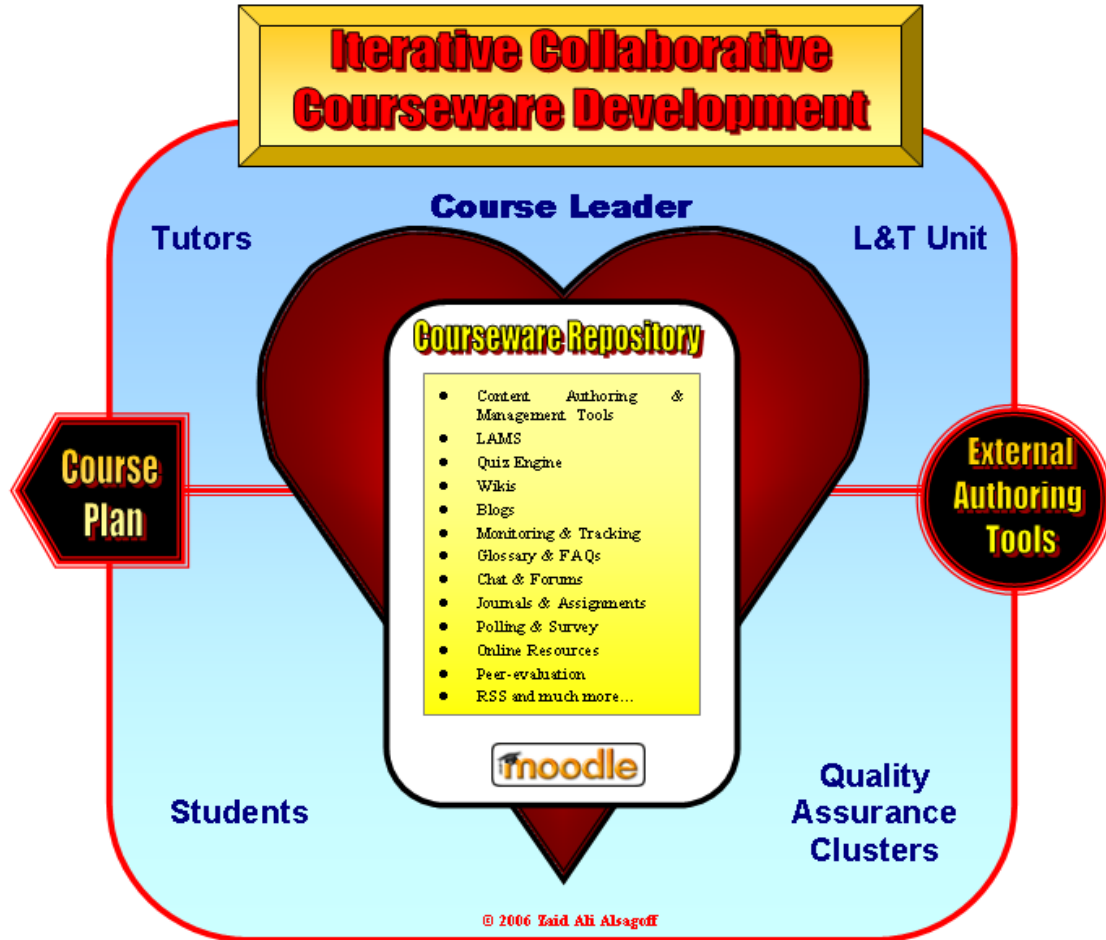 Iterative Collaborative
Courseware Development
Course Leader
Tutors
L&T Unit
Courseware Repository
• Content Authoring &
Management Tools
• LAMS
• Quiz Engine
• Wikis
• Blogs
• Monitoring & Tracking
• Glossary & FAQs
• Chat & Forums
• Journals & Assignments
• Polling & Survey
• Online Resources
• Peer-evaluation
• RSS and much more...
moodle
Course
Plan
External
Authoring
Tools
Students
Quality
Assurance
Clusters
© 2006 Zaid Ali Alsagoff